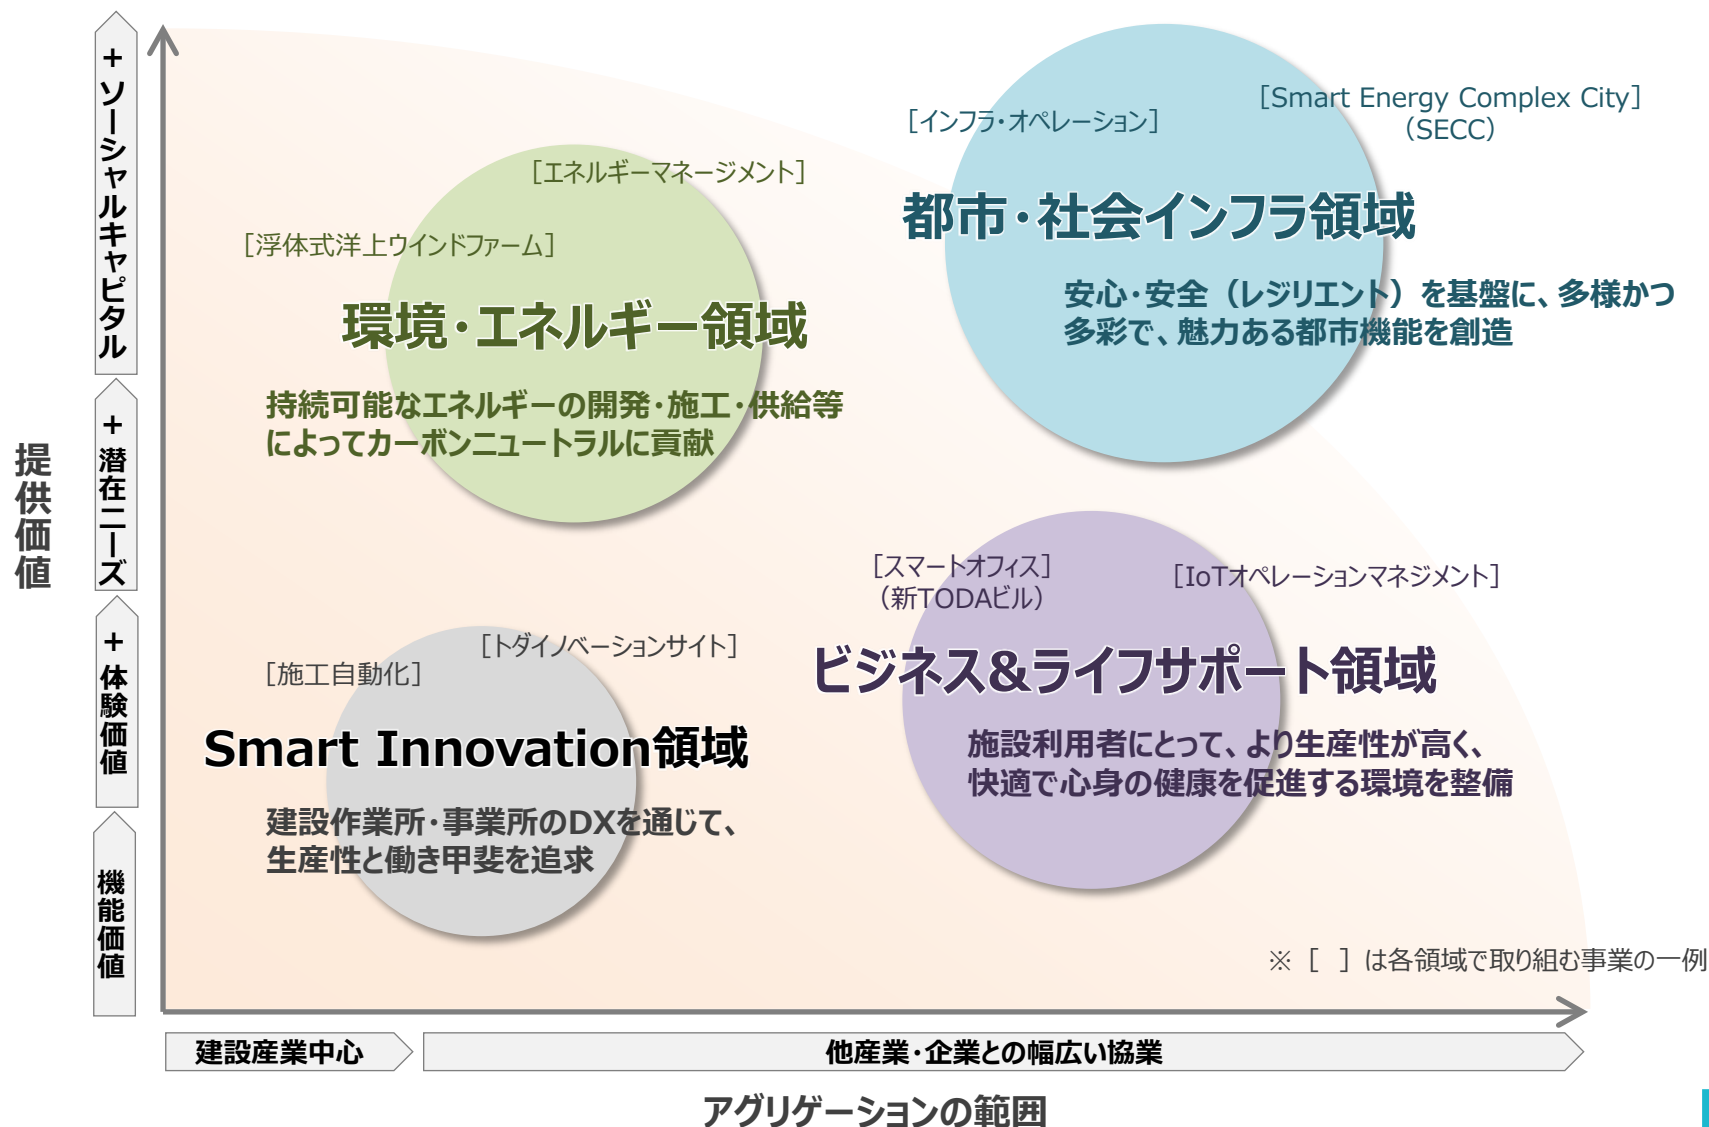 提供価値
+ ソーシャルキャピタル
+ 潜在ニーズ
+ 体験価値
機能価値
［インフラ・オペレーション］
［Smart Energy Complex City］
（SECC）
都市・社会インフラ領域
安心・安全（レジリエント）を基盤に、多様かつ
多彩で、魅力ある都市機能を創造
［エネルギーマネージメント］
［浮体式洋上ウインドファーム］
環境・エネルギー領域
持続可能なエネルギーの開発・施工・供給等
によってカーボンニュートラルに貢献
［スマートオフィス］
（新TODAビル）
［IoTオペレーションマネジメント］
ビジネス&ライフサポート領域
施設利用者にとって、より生産性が高く、
快適で心身の健康を促進する環境を整備
［トダイノベーションサイト］
［施工自動化］
Smart Innovation領域
建設作業所・事業所のDXを通じて、
生産性と働き甲斐を追求
※［ ］は各領域で取り組む事業の一例
建設産業中心
他産業・企業との幅広い協業
アグリゲーションの範囲